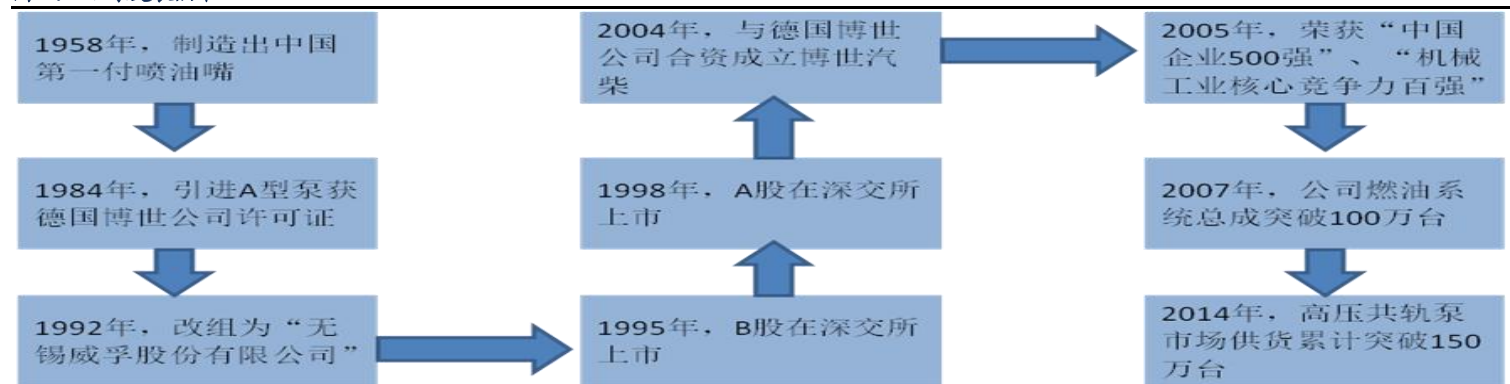 1958年，制造出中国
第一付喷油嘴
1984年，引进A型泵获
德国博世公司许可证
1992年，改组为“无
锡威孚股份有限公司”
1995年，B股在深交所
上市
1998年，A股在深交所
上市
2004年，与德国博世
公司合资成立博世汽
柴
2005年，荣获“中国
企业500强”、“机械
工业核心竞争力百强”
2007年，公司燃油系
统总成突破100万台
2014年，高压共轨泵
市场供货累计突破150
万台